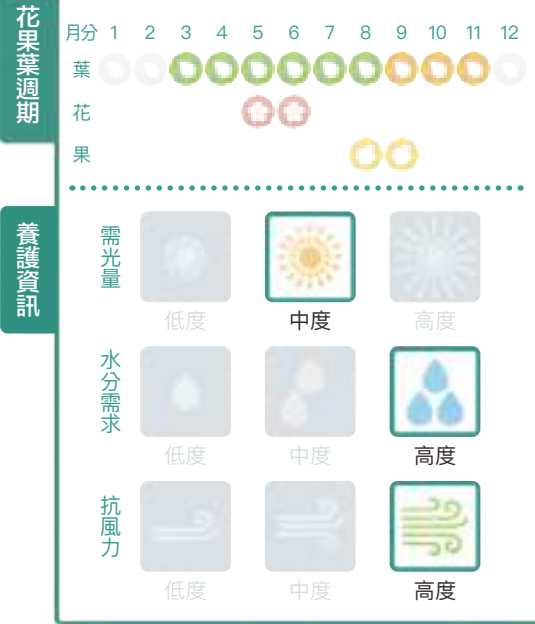 花果葉週期
月分 1 2 3 4 5 6 7 8 9 10 11 12
葉
花
果
養護資訊
需光量
低度 中度 高度
水分需求
低度 中度 高度
抗風力
低度 中度 高度